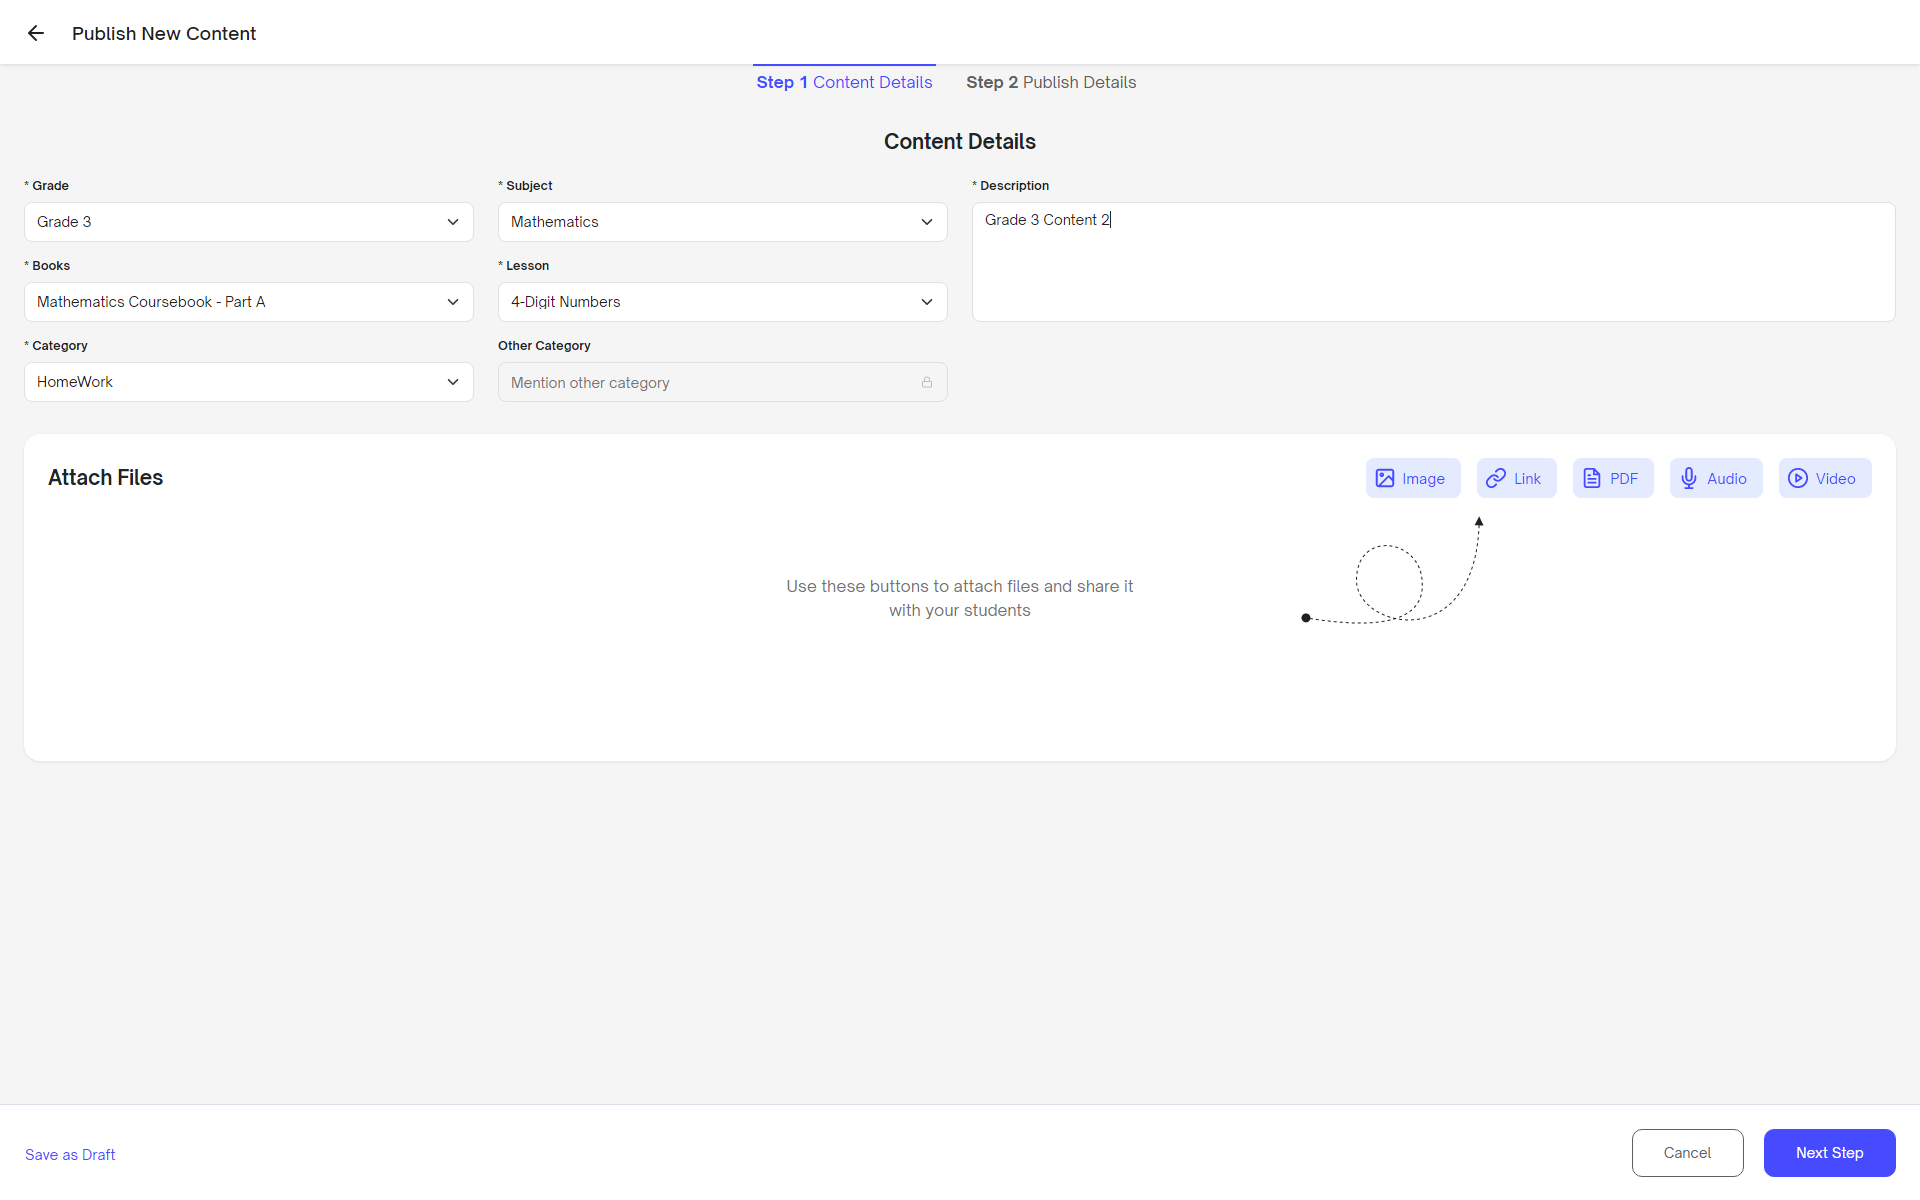 Publish New Content
Step 1 Content Details
Step 2 Publish Details
Content Details
* Grade
* Subject
* Description
Grade 3
Mathematics
Grade 3 Content 2
* Books
* Lesson
Mathematics Coursebook - Part A
4-Digit Numbers
* Category
Other Category
HomeWork
Mention other category
Attach Files
Image
Link
PDF
Audio
Video
Use these buttons to attach files and share it
with your students
Save as Draft
Cancel
Next Step